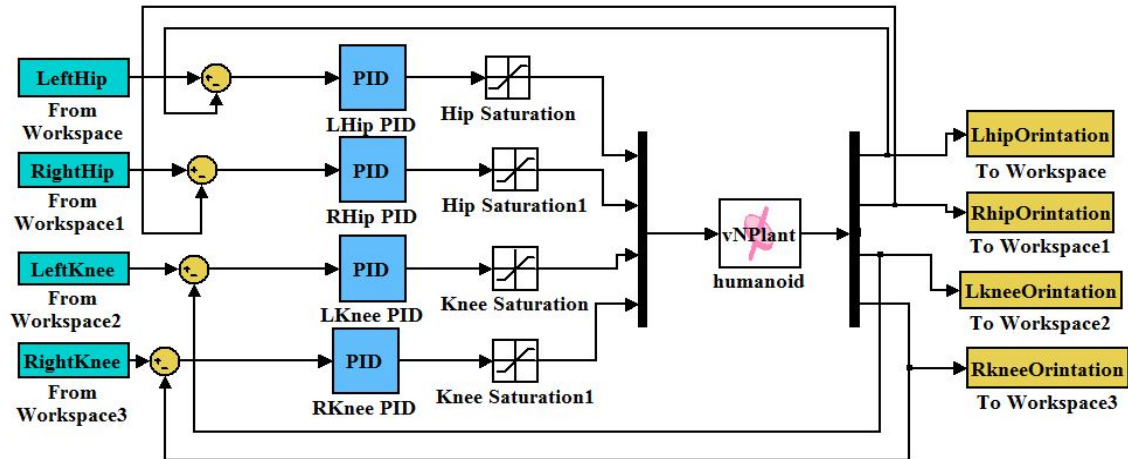 LeftHip
From
Workspace
PID
LHip PID
Hip Saturation
RightHip
From
Workspace1
PID
RHip PID
Hip Saturation1
LeftKnee
From
Workspace2
PID
LKnee PID
Knee Saturation
RightKnee
From
Workspace3
PID
RKnee PID
Knee Saturation1
vNPlant
humanoid
LhipOrintation
To Workspace
RhipOrintation
To Workspace1
LkneeOrintation
To Workspace2
RkneeOrintation
To Workspace3